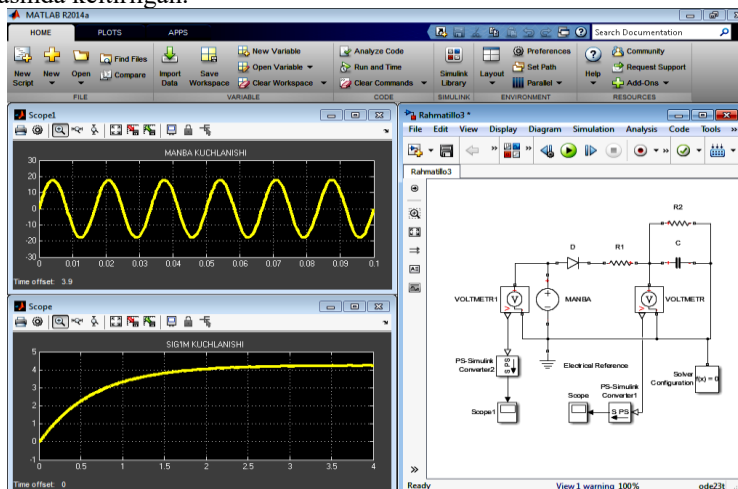 asmda keltirilgan.
MATLAB R2014a
HOME PLOTS APPS
Search Documentation
New Script
New
Open
Find Files
Compare
Import Data
Save Workspace
New Variable
Open Variable
Clear Workspace
Analyze Code
Run and Time
Clear Commands
Simulink Library
Layout
Preferences
Set Path
Parallel
Help
Community
Request Support
Add-Ons
FILE VARIABLE CODE SIMULINK ENVIRONMENT RESOURCES
Scope1
MANBA KUCHLANISHI
30
20
10
0
-10
-20
-30
0 0.01 0.02 0.03 0.04 0.05 0.06 0.07 0.08 0.09 0.1
Time offset: 3.9
Scope
SIG1M KUCHLANISHI
5
4
3
2
1
0
-1
0 0.5 1 1.5 2 2.5 3 3.5 4
Time offset: 0
Rahmatillo3 *
File Edit View Display Diagram Simulation Analysis Code Tools »
Rahmatillo3
R2
D
R1
C
VOLTMETR1
V
MANBA
V
VOLTMETR
PS-Simulink Converter2
S PS
Electrical Reference
Solver Configuration
f(x) = 0
Scope1
Scope
PS-Simulink Converter1
S PS
Ready
View 1 warning 100%
ode23t